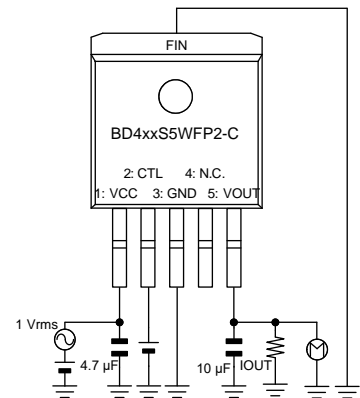 FIN
BD4xxS5WFP2-C
2: CTL 4: N.C.
1: VCC 3: GND 5: VOUT
1 Vrms
4.7 µF
10 µF IOUT
M